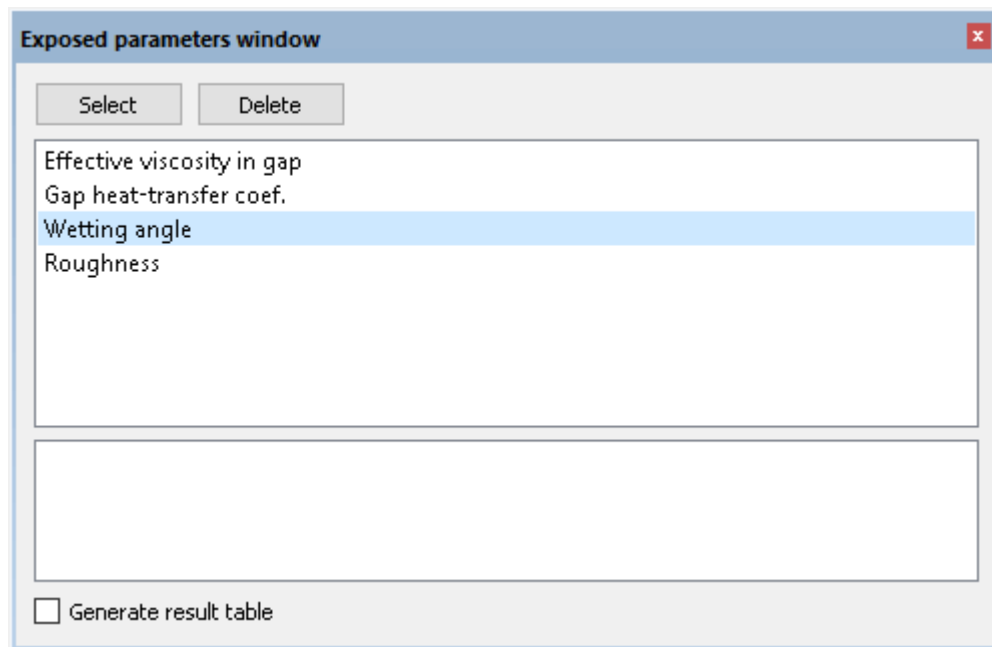 Exposed parameters window
Select Delete
Effective viscosity in gap
Gap heat-transfer coef.
Wetting angle
Roughness
Generate result table